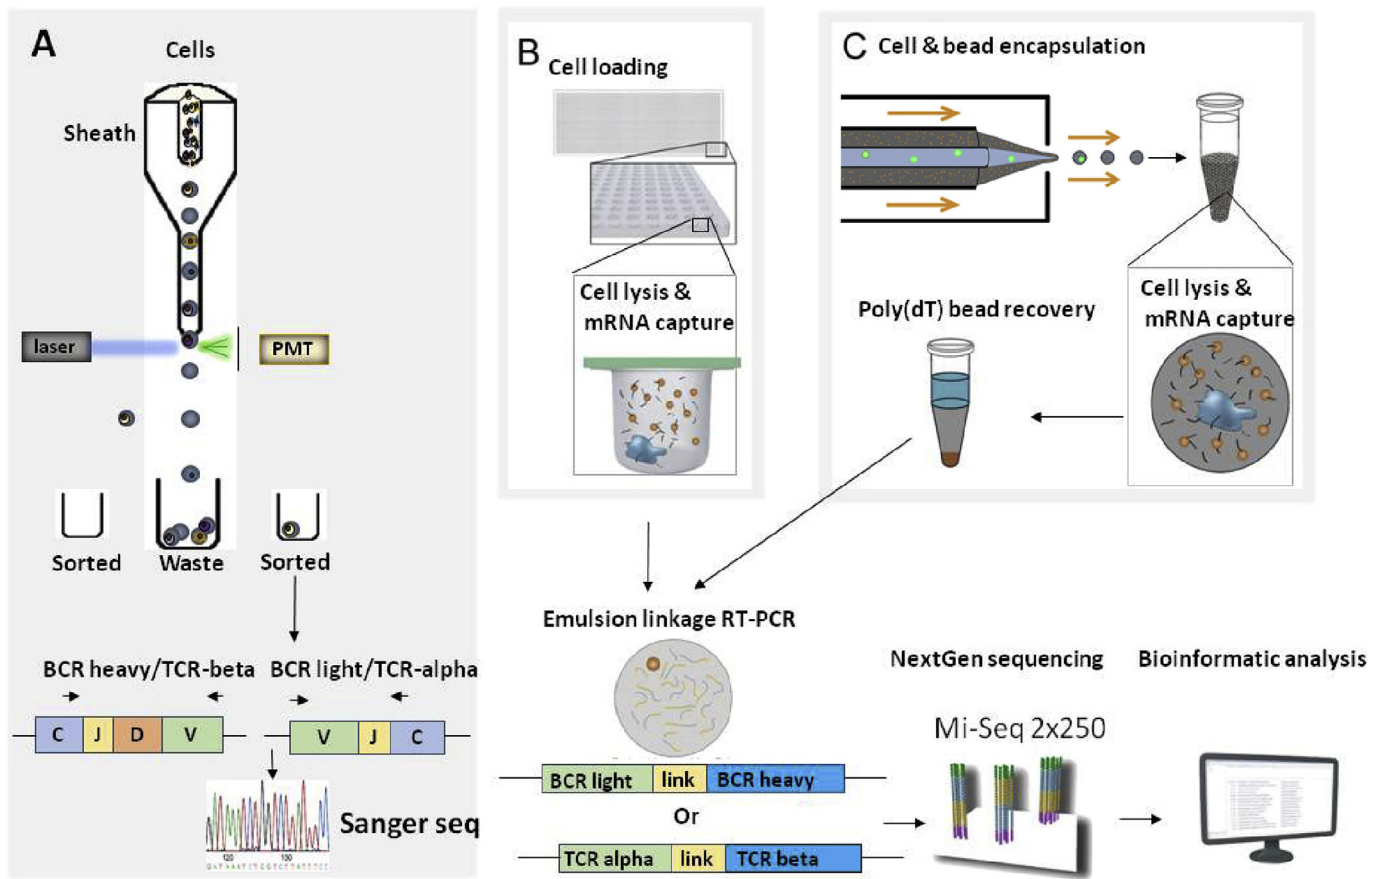 A
Cells
Sheath
laser
PMT
Sorted
Waste
Sorted
BCR heavy/TCR-beta
BCR light/TCR-alpha
C J D V
V J C
120 130
Sanger seq
B
Cell loading
Cell lysis &
mRNA capture
C
Cell & bead encapsulation
Poly(dT) bead recovery
Cell lysis &
mRNA capture
Emulsion linkage RT-PCR
BCR light link BCR heavy
Or
TCR alpha link TCR beta
NextGen sequencing
Mi-Seq 2x250
Bioinformatic analysis